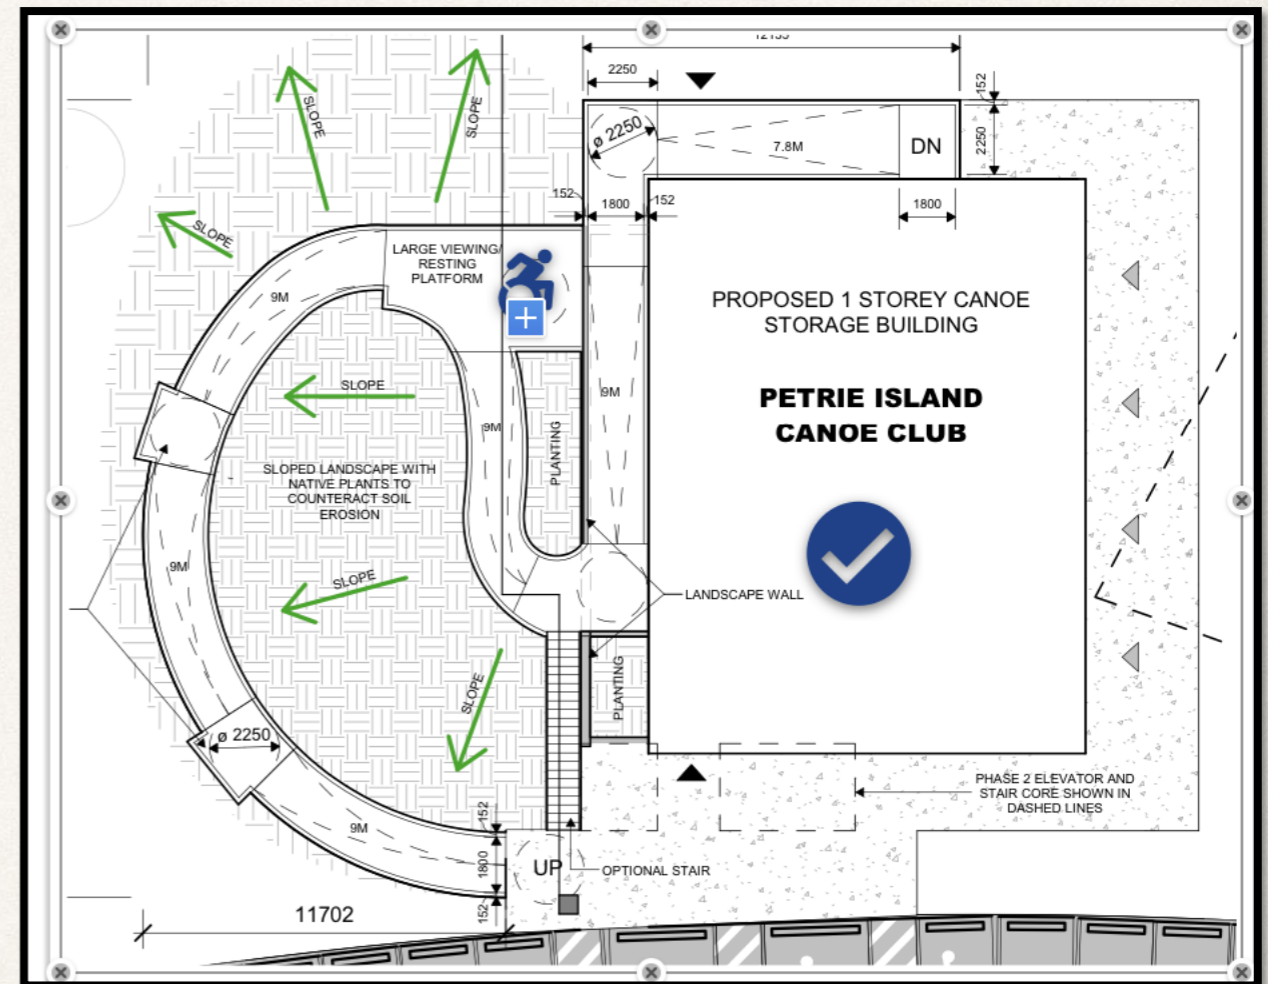 12155
2250
152
SLOPE
SLOPE
ø 2250
7.8M
DN
2250
152
1800
152
1800
SLOPE
LARGE VIEWING/
RESTING
PLATFORM
9M
PROPOSED 1 STOREY CANOE
STORAGE BUILDING
SLOPE
9M
PETRIE ISLAND
CANOE CLUB
9M
PLANTING
SLOPED LANDSCAPE WITH
NATIVE PLANTS TO
COUNTERACT SOIL
EROSION
9M
SLOPE
LANDSCAPE WALL
SLOPE
PLANTING
ø 2250
PHASE 2 ELEVATOR AND
STAIR CORE SHOWN IN
DASHED LINES
152
9M
1800
UP
OPTIONAL STAIR
152
11702